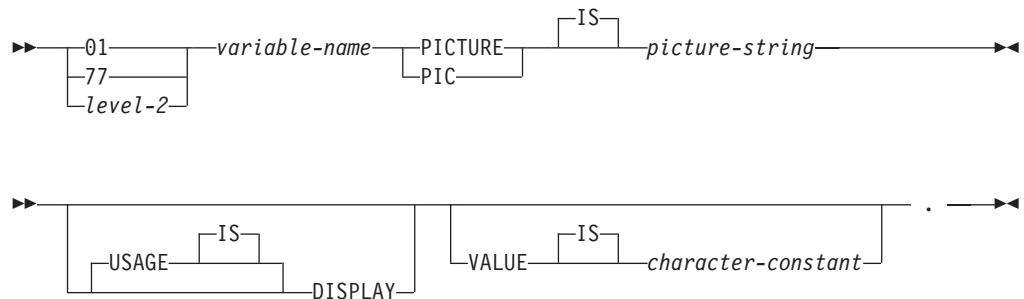 IS
01 variable-name PICTURE picture-string
77 PIC
level-2
IS IS
USAGE VALUE character-constant .
DISPLAY